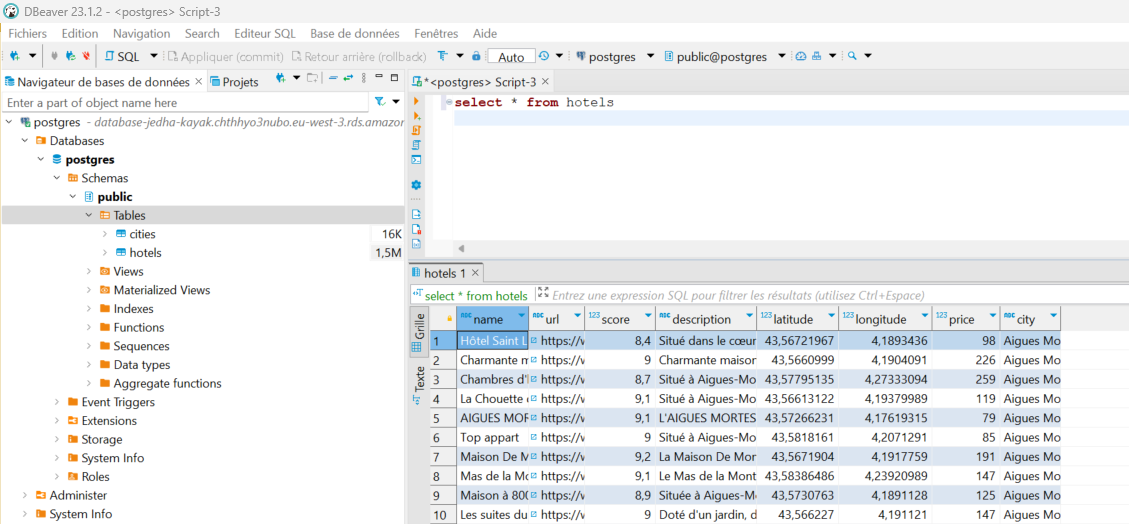 DBeaver 23.1.2 - <postgres> Script-3
Fichiers Edition Navigation Search Editeur SQL Base de données Fenêtres Aide
SQL Appliquer (commit) Retour arrière (rollback) Auto postgres public@postgres
Navigateur de bases de données Projets
Enter a part of object name here
postgres - database-jedha-kayak.chthhyo3nubo.eu-west-3.rds.amazor
Databases
postgres
Schemas
public
Tables
cities 16K
hotels 1,5M
Views
Materialized Views
Indexes
Functions
Sequences
Data types
Aggregate functions
Event Triggers
Extensions
Storage
System Info
Roles
Administer
System Info
*<postgres> Script-3
select * from hotels
hotels 1
select * from hotels Entrez une expression SQL pour filtrer les résultats (utilisez Ctrl+Espace)
Grille
Texte
ABC name ABC url 123 score ABC description 123 latitude 123 longitude 123 price ABC city
1 Hôtel Saint L https://v 8,4 Situé dans le cœur 43,56721967 4,1893436 98 Aigues Mo
2 Charmante m https://v 9 Charmante maison 43,5660999 4,1904091 226 Aigues Mo
3 Chambres d' https://v 8,7 Situé à Aigues-Mo 43,57795135 4,27333094 259 Aigues Mo
4 La Chouette https://v 9,1 Situé à Aigues-Mo 43,56613122 4,19379989 119 Aigues Mo
5 AIGUES MOR https://v 9,1 L'AIGUES MORTES 43,57266231 4,17619315 79 Aigues Mo
6 Top appart https://v 9 Situé à Aigues-Mo 43,5818161 4,2071291 85 Aigues Mo
7 Maison De M https://v 9,2 La Maison De Mor 43,5671904 4,1917759 191 Aigues Mo
8 Mas de la Mo https://v 9,1 Le Mas de la Mont 43,58386486 4,23920989 147 Aigues Mo
9 Maison à 800 https://v 8,9 Située à Aigues-M 43,5730763 4,1891128 125 Aigues Mo
10 Les suites du https://v 9 Doté d'un jardin, d 43,566227 4,191121 147 Aigues Mo